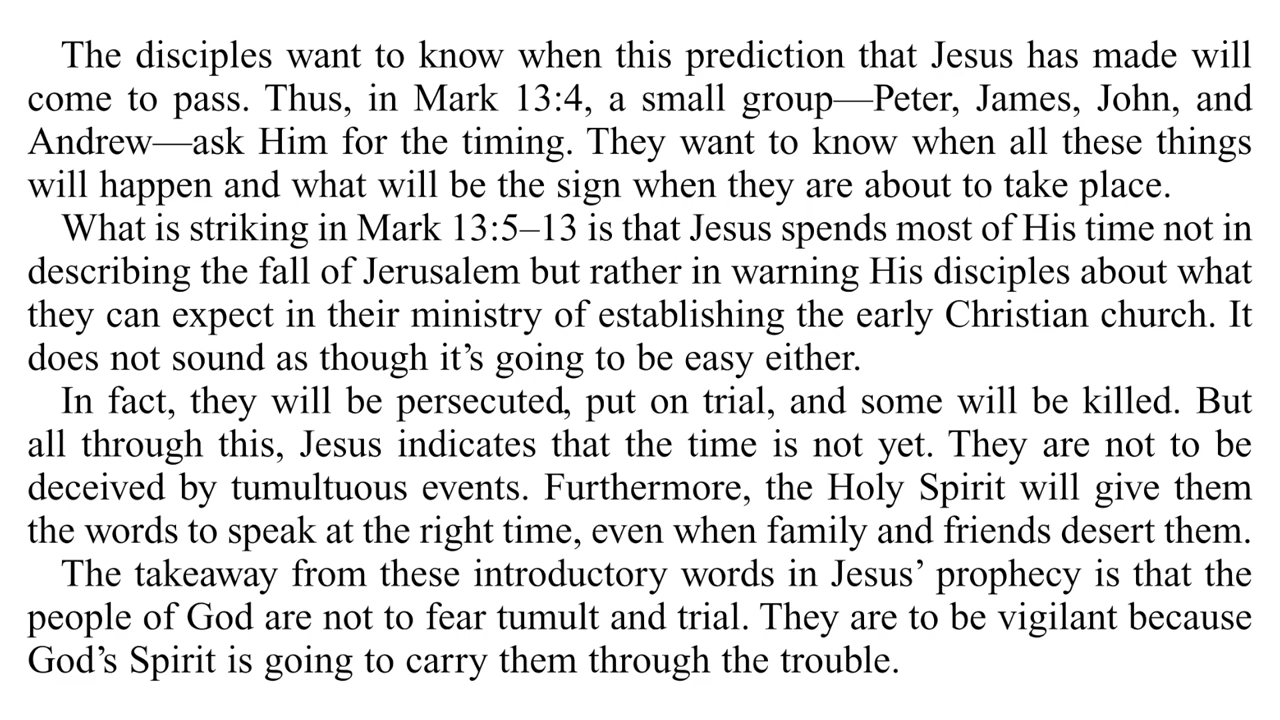 The disciples want to know when this prediction that Jesus has made will
come to pass. Thus, in Mark 13:4, a small group—Peter, James, John, and
Andrew—ask Him for the timing. They want to know when all these things
will happen and what will be the sign when they are about to take place.
What is striking in Mark 13:5–13 is that Jesus spends most of His time not in
describing the fall of Jerusalem but rather in warning His disciples about what
they can expect in their ministry of establishing the early Christian church. It
does not sound as though it’s going to be easy either.
In fact, they will be persecuted, put on trial, and some will be killed. But
all through this, Jesus indicates that the time is not yet. They are not to be
deceived by tumultuous events. Furthermore, the Holy Spirit will give them
the words to speak at the right time, even when family and friends desert them.
The takeaway from these introductory words in Jesus’ prophecy is that the
people of God are not to fear tumult and trial. They are to be vigilant because
God’s Spirit is going to carry them through the trouble.